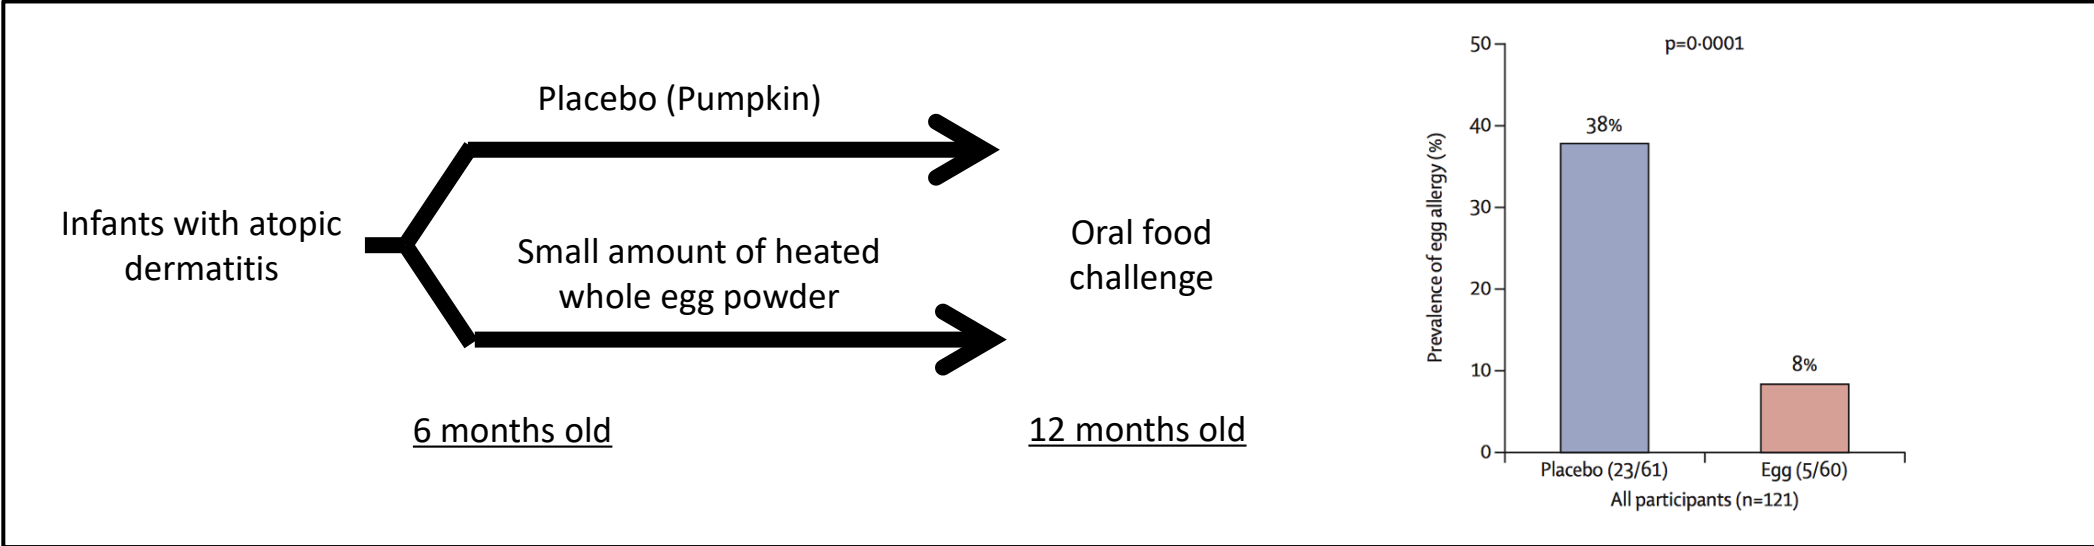 Infants with atopic
dermatitis
Placebo (Pumpkin)
Small amount of heated
whole egg powder
6 months old
Oral food
challenge
12 months old
p=0·0001
Prevalence of egg allergy (%)
50
40
30
20
10
0
38%
8%
Placebo (23/61)
Egg (5/60)
All participants (n=121)